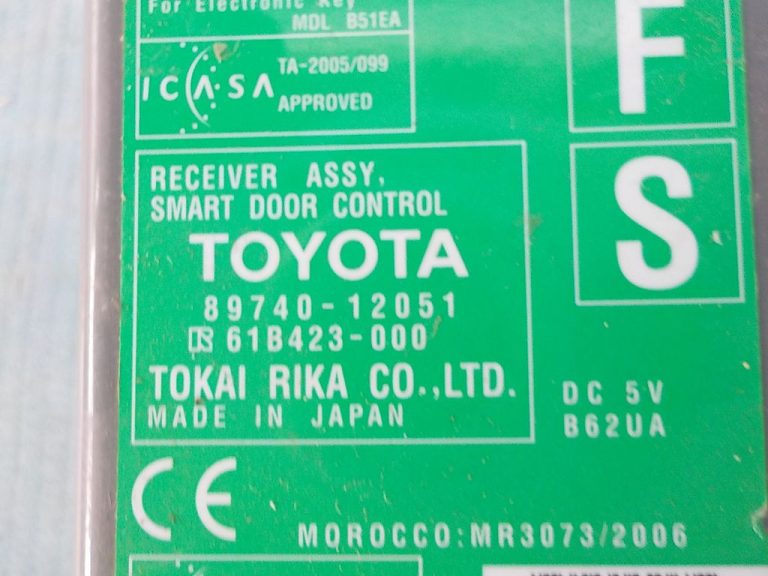 For Electronic Key
MDL B51EA
ICASA
TA-2005/099
APPROVED
F
RECEIVER ASSY,
SMART DOOR CONTROL
TOYOTA
89740-12051
61B423-000
TOKAI RIKA CO.,LTD.
MADE IN JAPAN
S
DC 5V
B62UA
CE
MOROCCO:MR3073/2006